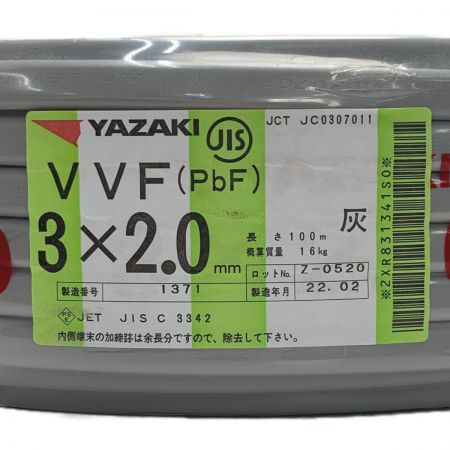 YAZAKI JIS JCT JC0307011
VVF(PbF)
3×2.0mm
灰
長さ100m
概算質量 16kg
ロットNo. Z-0520
製造番号 1371 製造年月 22.02
PSE JET JIS C 3342
内側端末の加締跡は余長分ですので、除去して下さい。
※2XR831341S0※